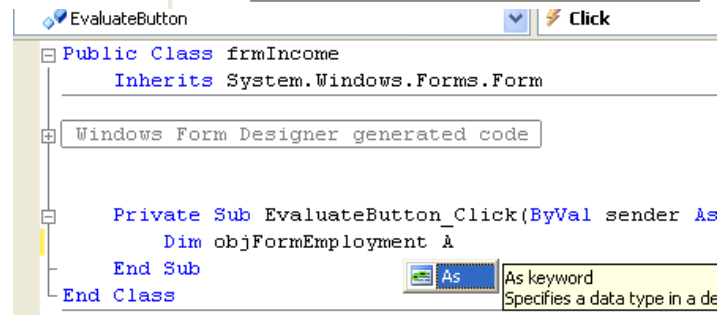 EvaluateButton Click
Public Class frmIncome
Inherits System.Windows.Forms.Form
Windows Form Designer generated code
Private Sub EvaluateButton_Click(ByVal sender As
Dim objFormEmployment A
End Sub
As As keyword
End Class
Specifies a data type in a de